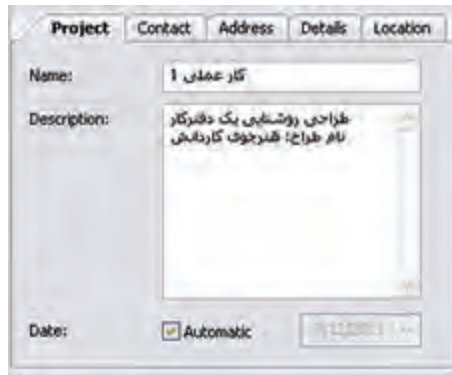 Project Contact Address Details Location
Name: کار عملی 1
Description: طراحی روشنایی یک دفترکار
نام طراح: هنرجوی کاردانش
Date: Automatic